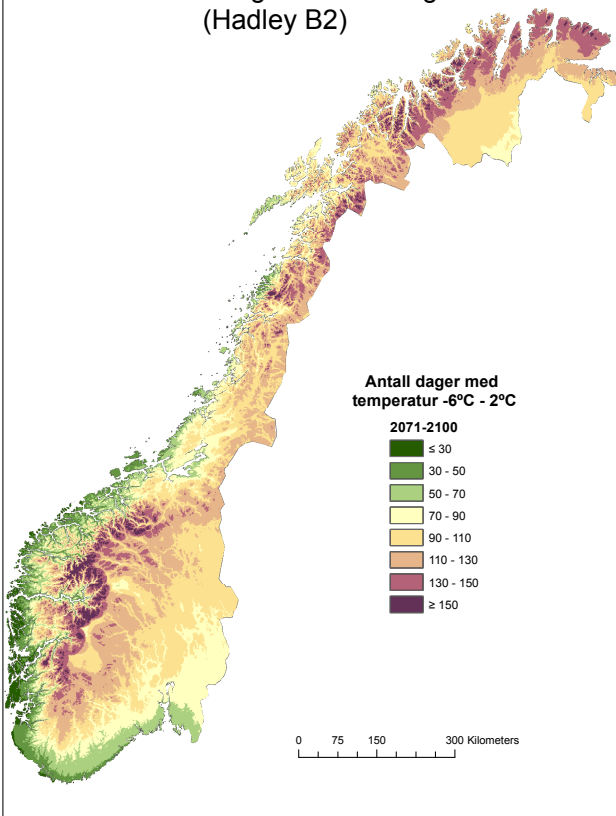 (Hadley B2)
Antall dager med
temperatur -6ºC - 2ºC
2071-2100
≤ 30
30 - 50
50 - 70
70 - 90
90 - 110
110 - 130
130 - 150
≥ 150
0 75 150 300 Kilometers